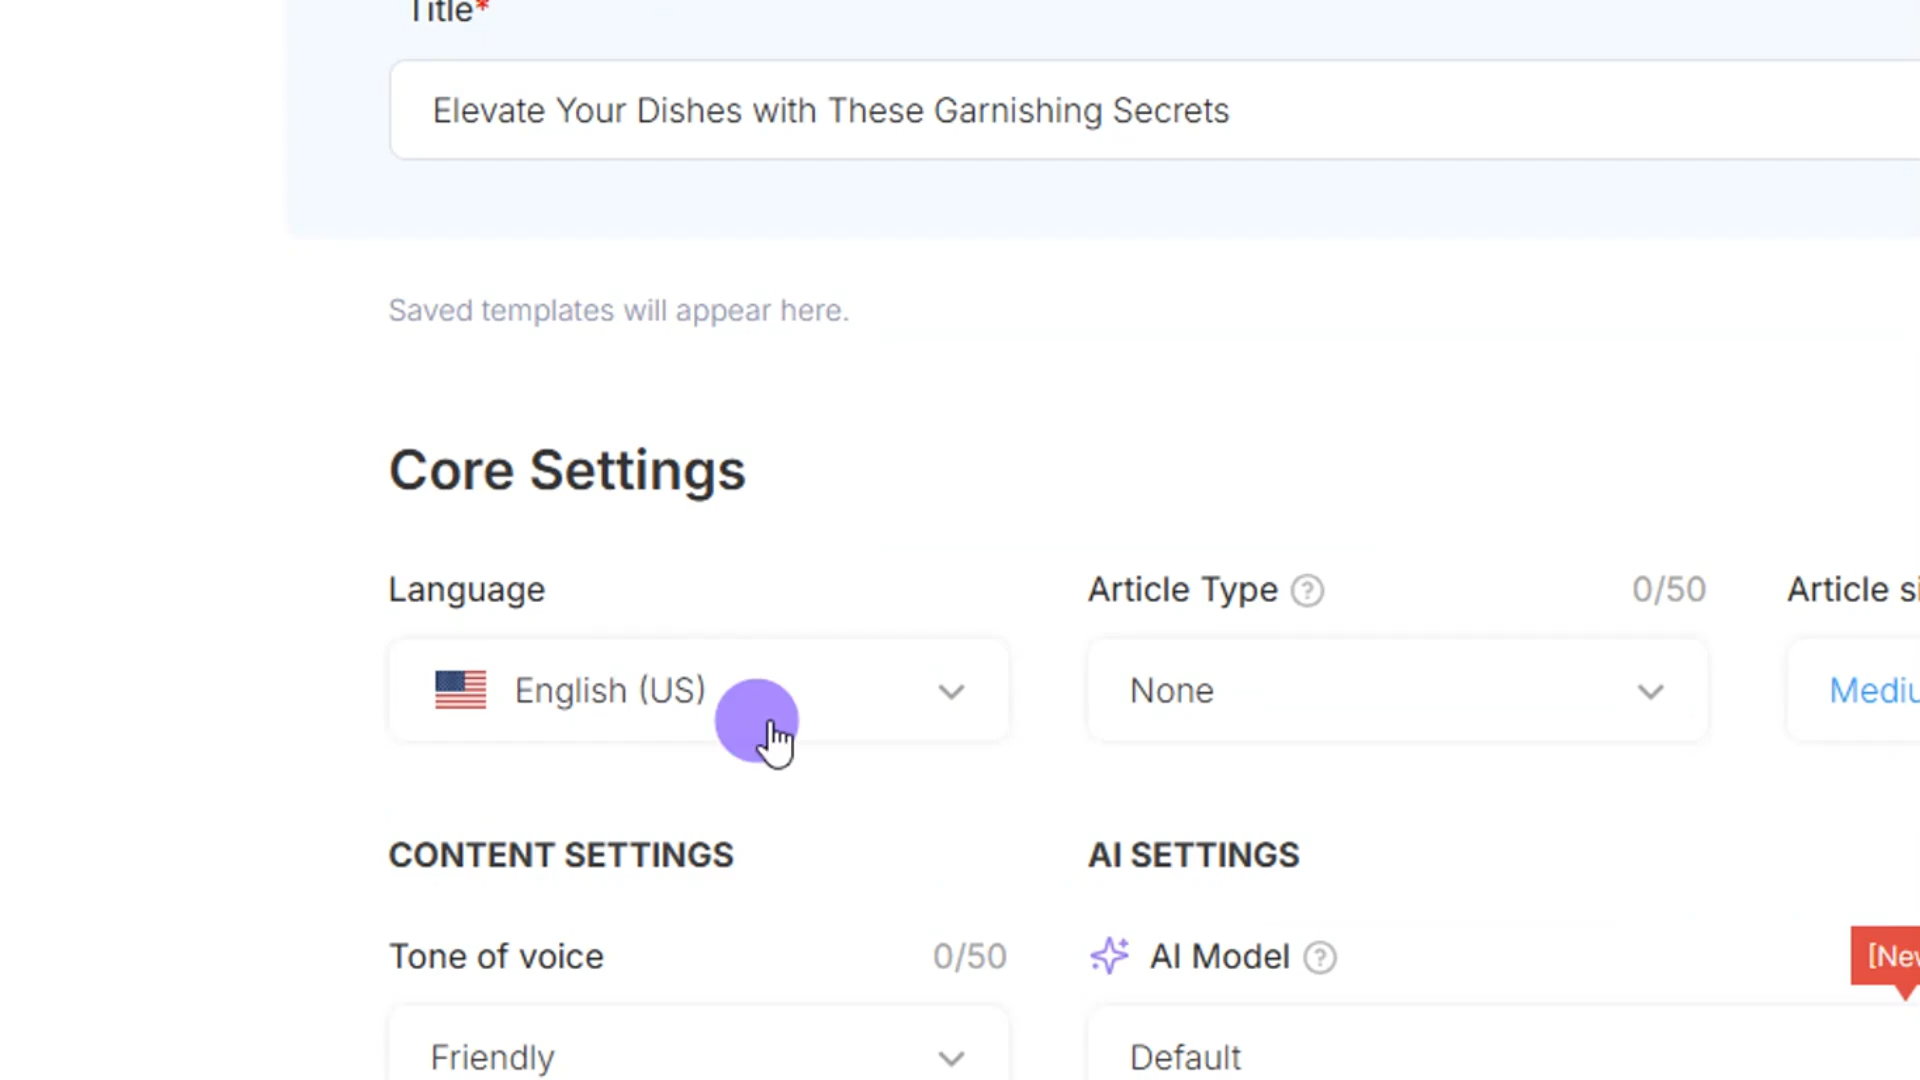 Title*
Elevate Your Dishes with These Garnishing Secrets
Saved templates will appear here.
Core Settings
Language
Article Type
0/50
Article
English (US)
None
CONTENT SETTINGS
AI SETTINGS
Tone of voice
0/50
AI Model
Friendly
Default